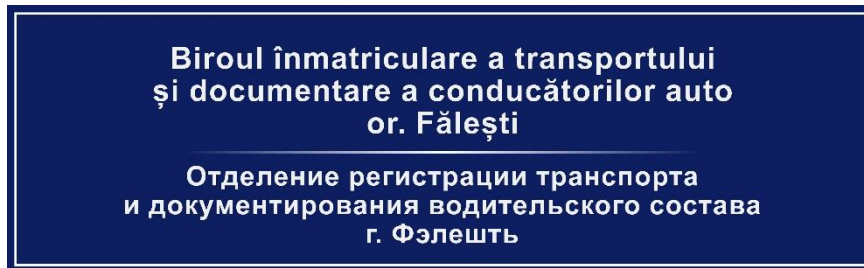 Biroul înmatriculare a transportului
și documentare a conducătorilor auto
or. Fălești
Отделение регистрации транспорта
и документирования водительского состава
г. Фэлешть